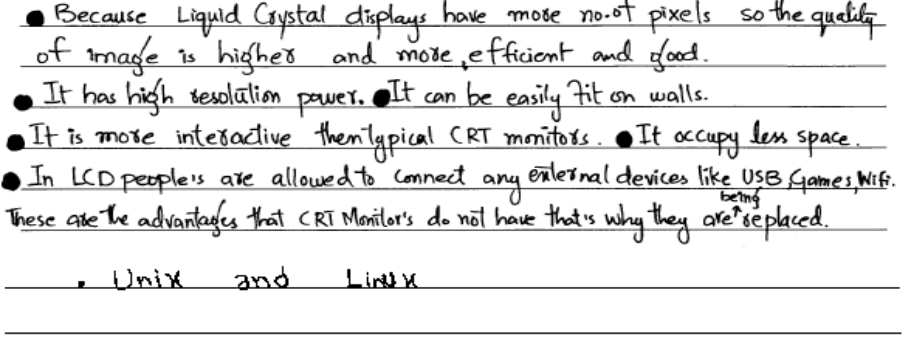 ● Because Liquid Crystal displays have more no. of pixels so the quality
of image is higher and more, efficient and good.
● It has high resolution power. ● It can be easily fit on walls.
● It is more interactive then typical CRT monitors. ● It occupy less space.
● In LCD people's are allowed to connect any external devices like USB, Games, Wifi.
These are the advantages that CRT Monitor's do not have that's why they are being replaced.
. Unix and Linux